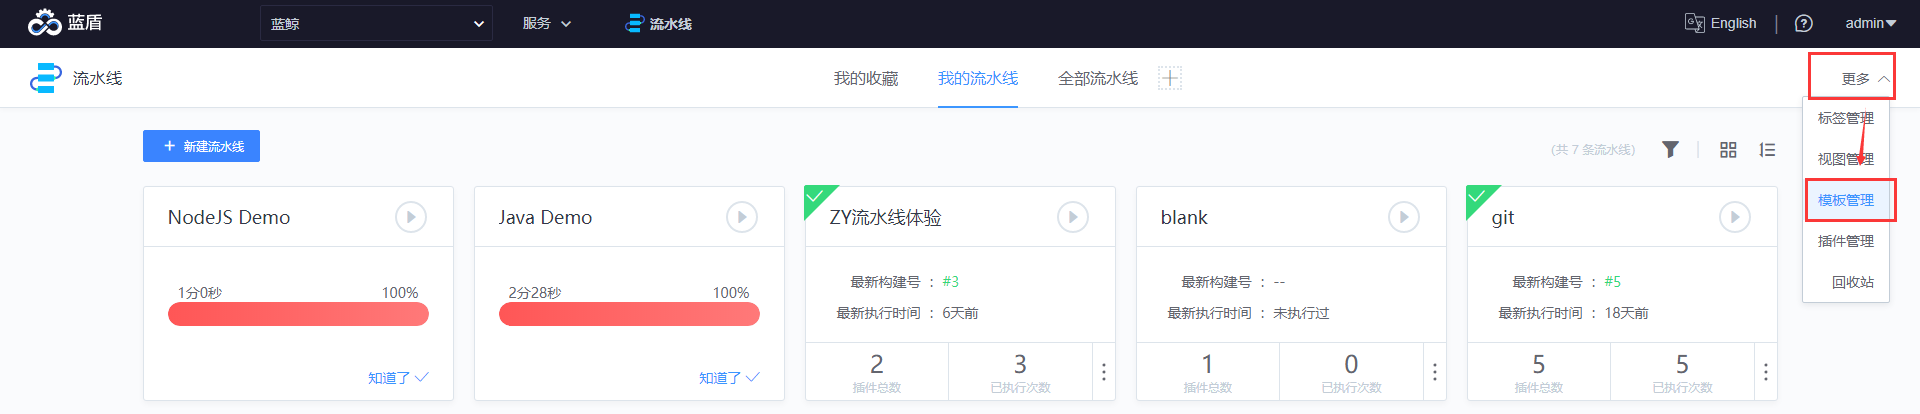 蓝盾
蓝鲸
服务
流水线
English
admin
流水线
我的收藏
我的流水线
全部流水线
更多
标签管理
视图管理
模板管理
插件管理
回收站
新建流水线
(共 7 条流水线)
NodeJS Demo
1分0秒
100%
知道了
Java Demo
2分28秒
100%
知道了
ZY流水线体验
最新构建号 : #3
最新执行时间 : 6天前
2
插件总数
3
已执行次数
blank
最新构建号 : --
最新执行时间 : 未执行过
1
插件总数
0
已执行次数
git
最新构建号 : #5
最新执行时间 : 18天前
5
插件总数
5
已执行次数